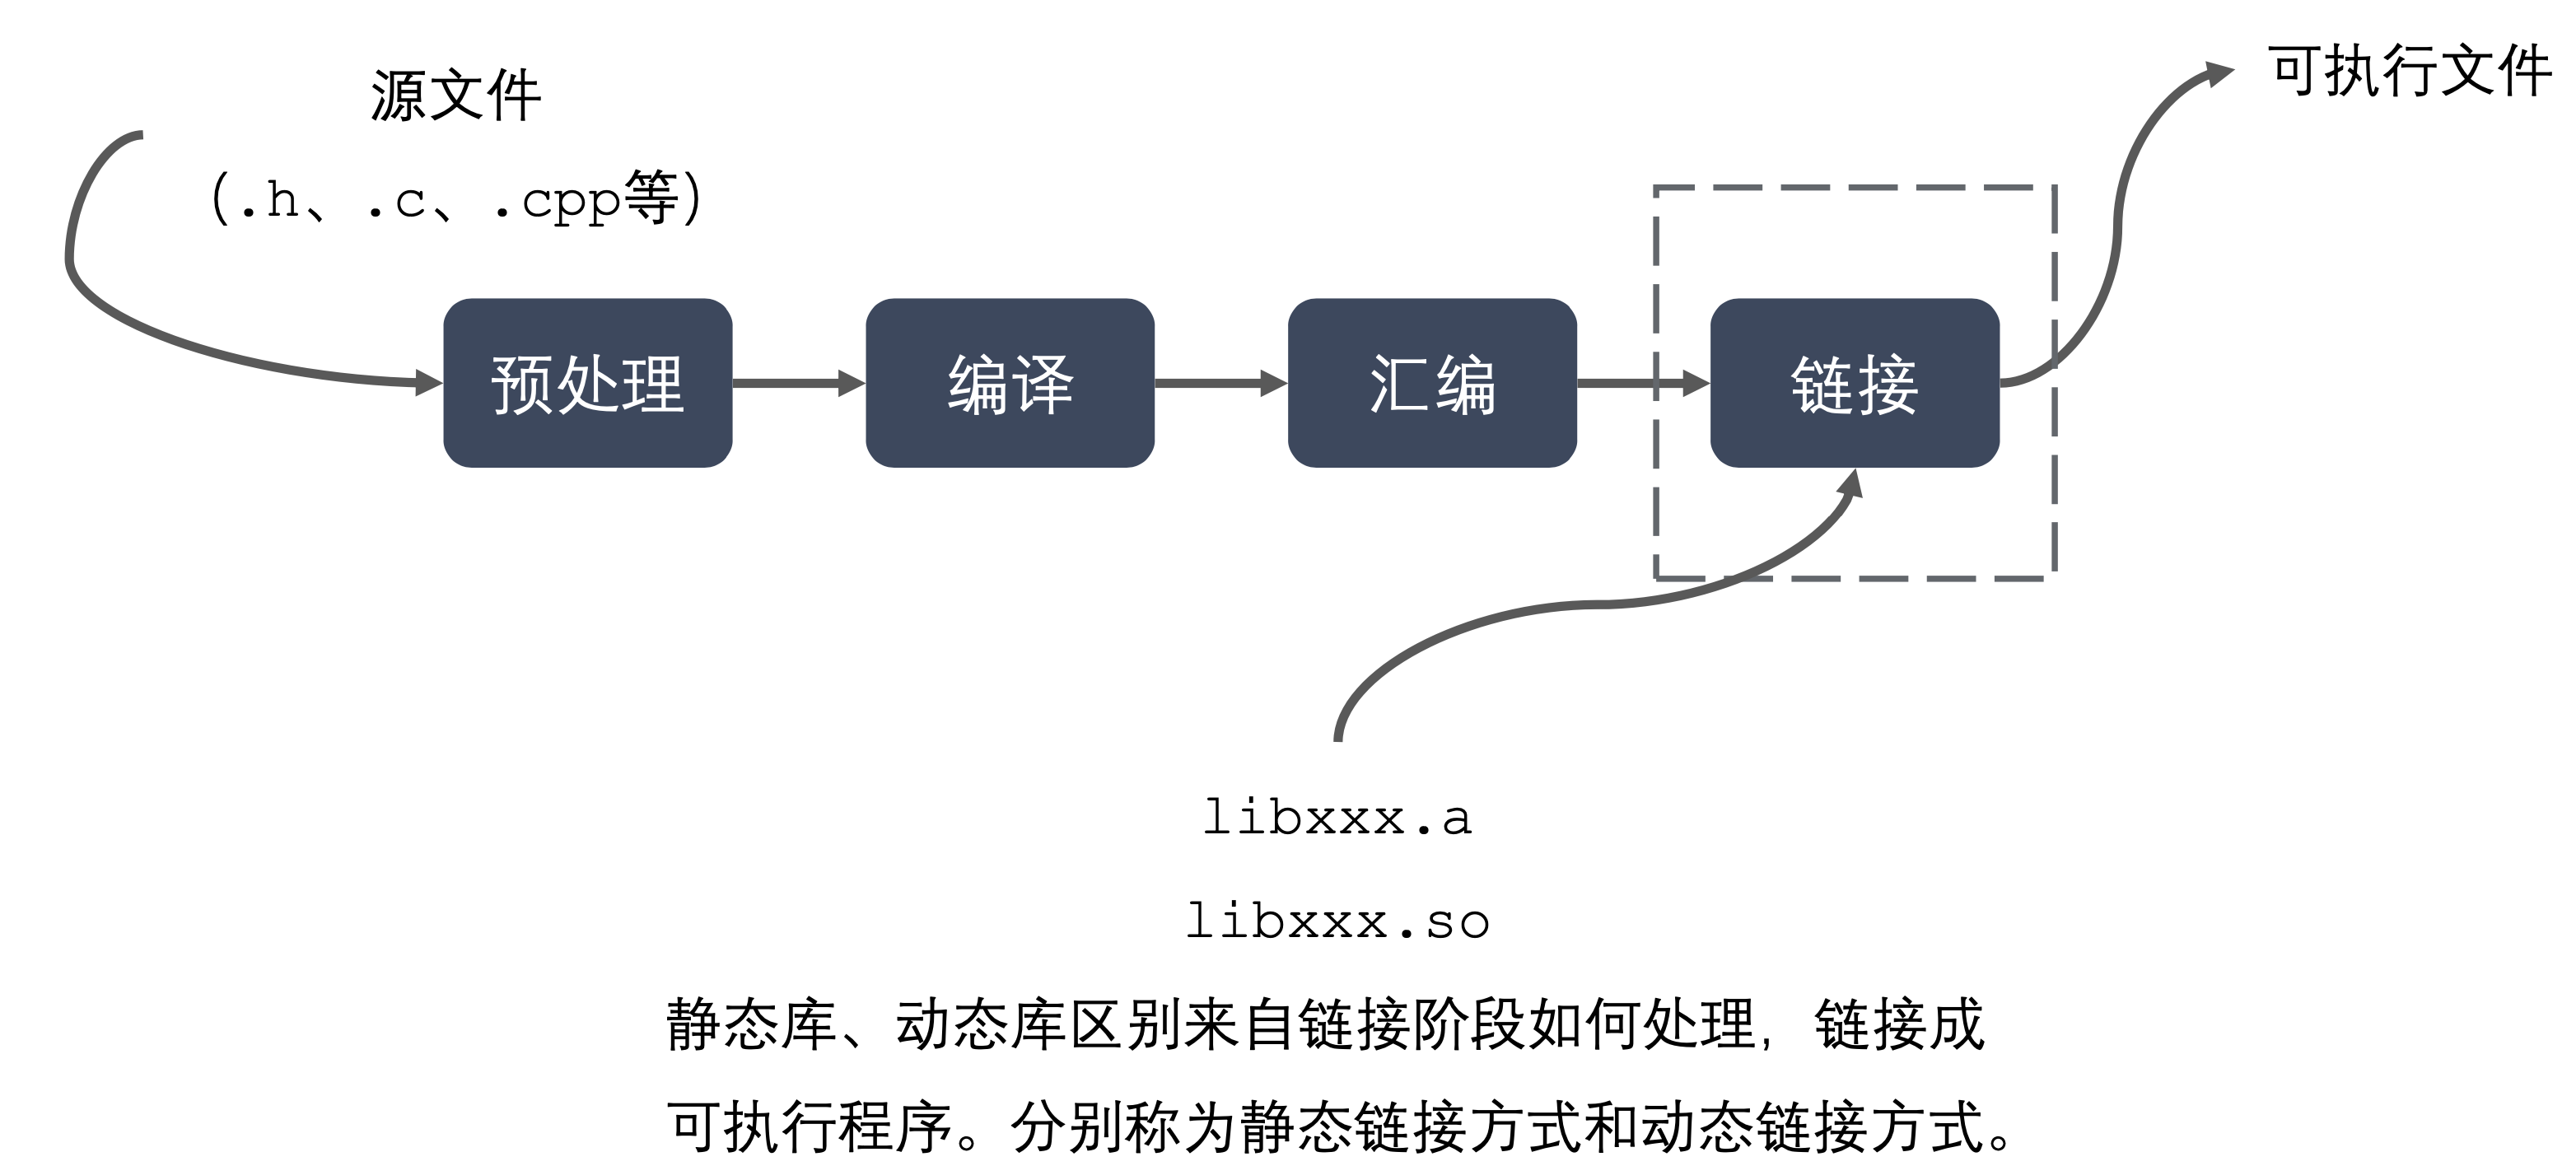 源文件
(.h、.c、.cpp等)
可执行文件
预处理
编译
汇编
链接
libxxx.a
libxxx.so
静态库、动态库区别来自链接阶段如何处理，链接成
可执行程序。分别称为静态链接方式和动态链接方式。